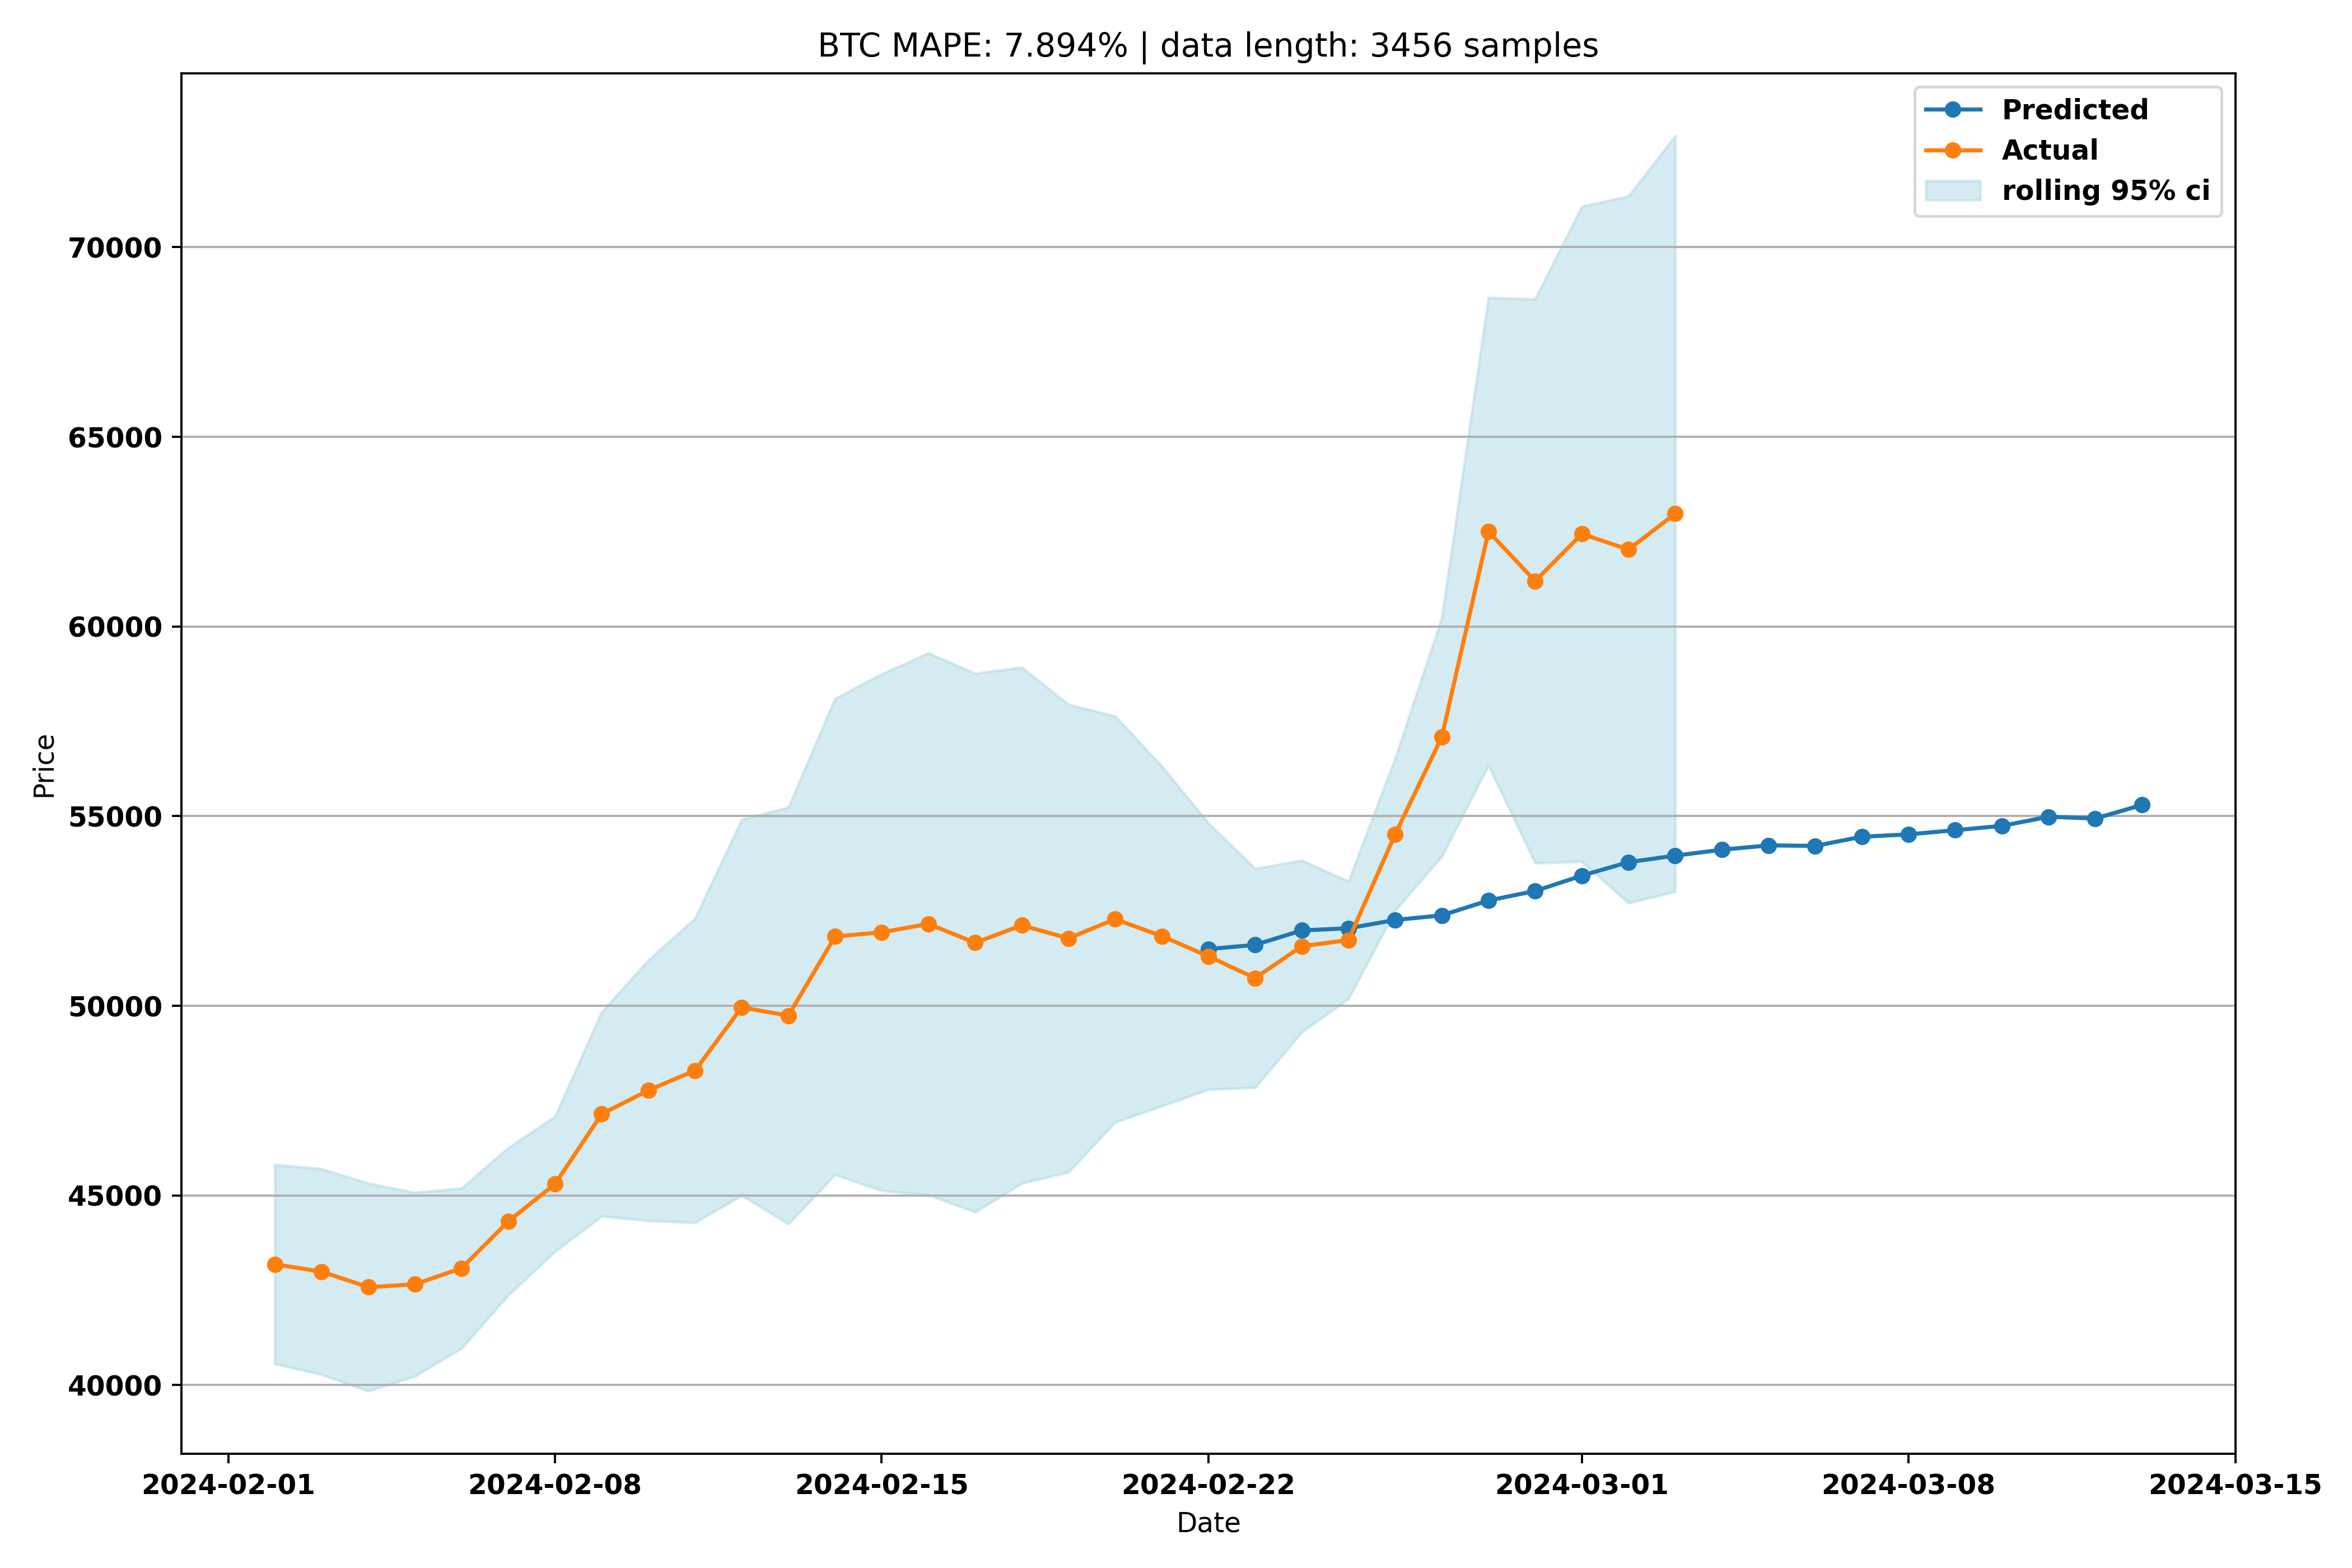 BTC MAPE: 7.894% | data length: 3456 samples
Predicted
Actual
rolling 95% ci
70000
65000
60000
55000
50000
45000
40000
Price
2024-02-01 2024-02-08 2024-02-15 2024-02-22 2024-03-01 2024-03-08 2024-03-15
Date